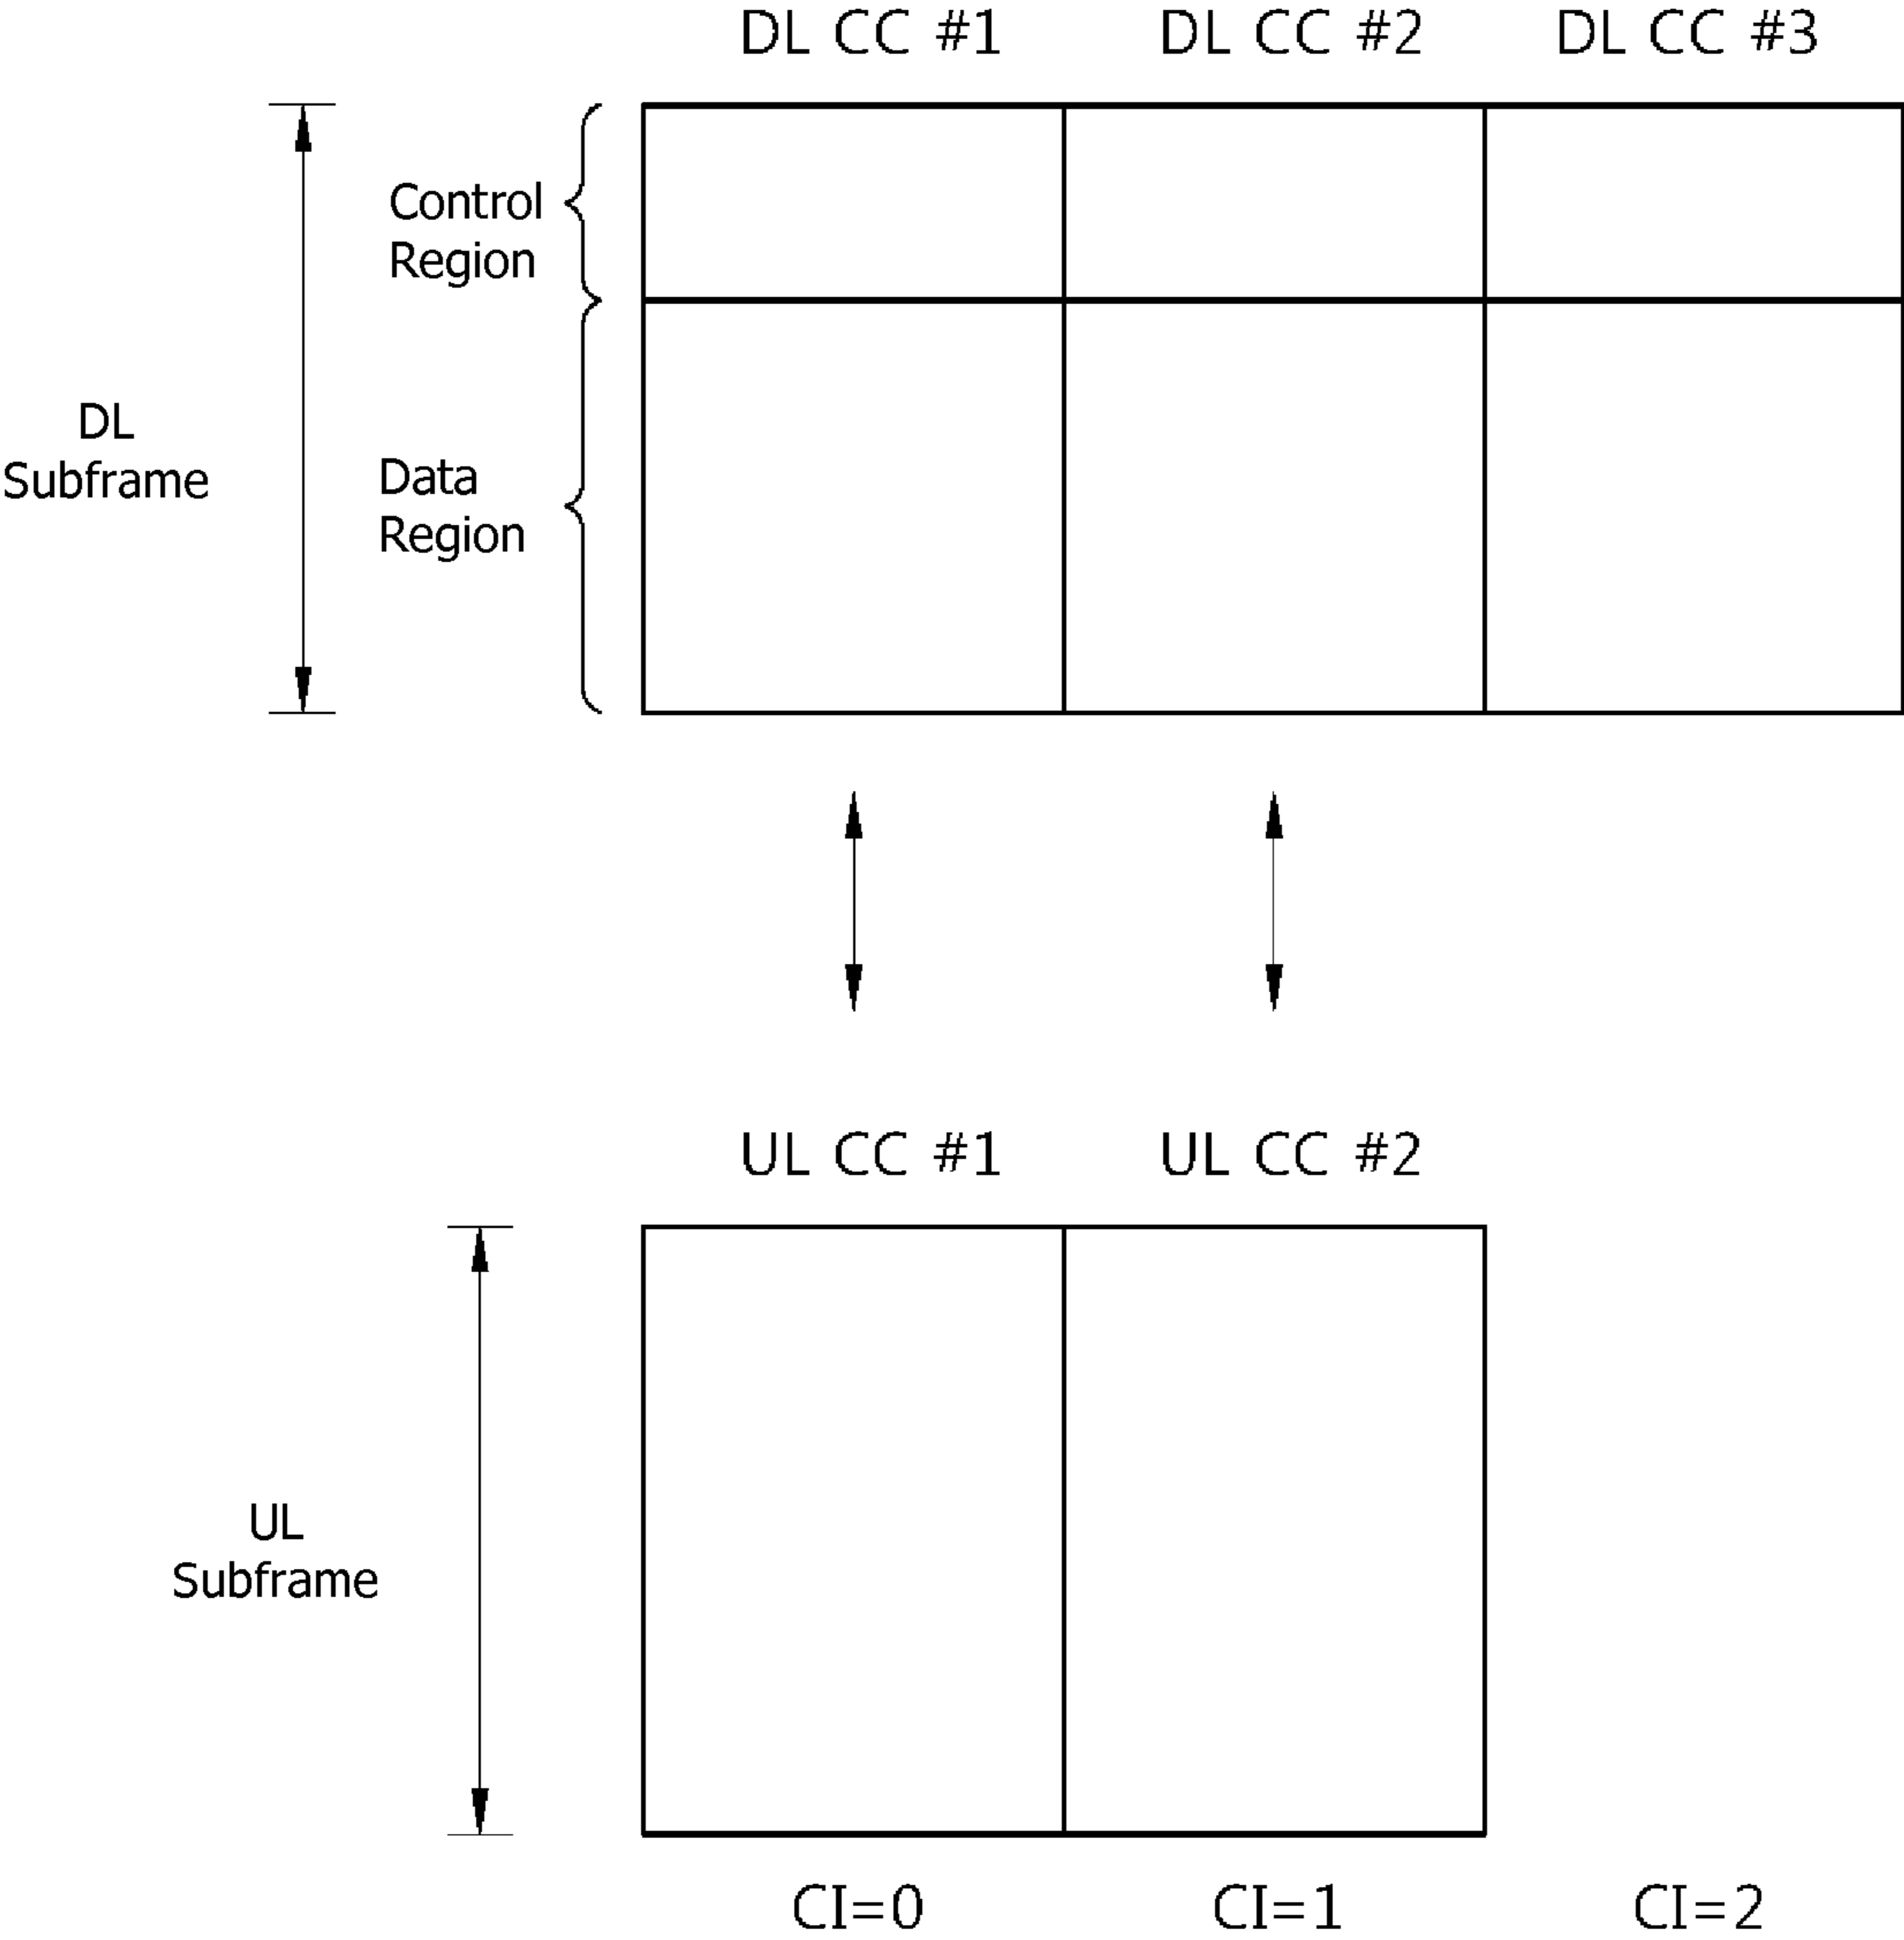 DL CC #1 DL CC #2 DL CC #3
Control
Region
DL
Subframe
Data
Region
UL CC #1 UL CC #2
UL
Subframe
CI=0 CI=1 CI=2